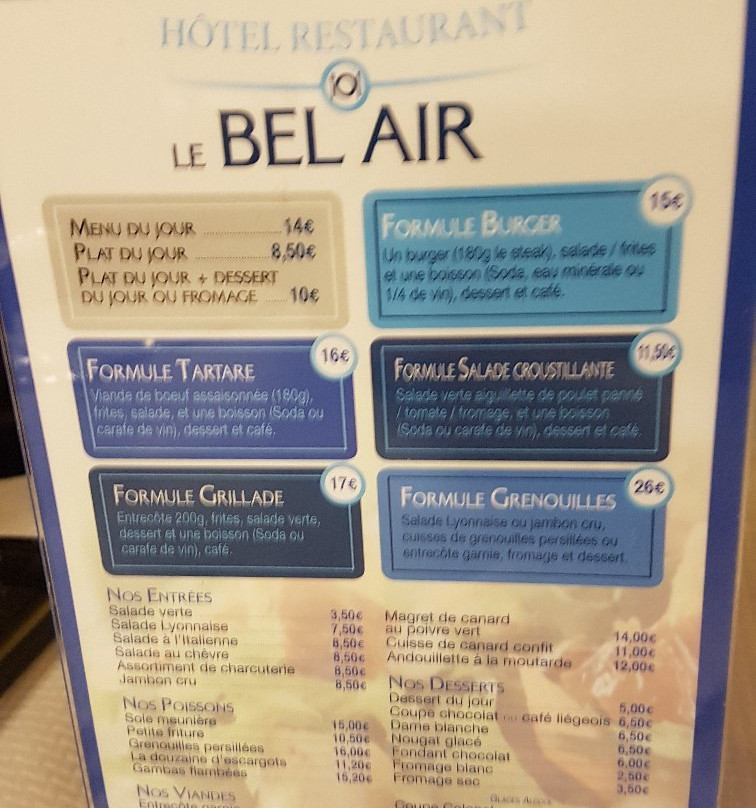 HÔTEL RESTAURANT
LE BEL AIR
MENU DU JOUR 14€
PLAT DU JOUR 8,50€
PLAT DU JOUR + DESSERT
DU JOUR OU FROMAGE 10€
FORMULE BURGER 15€
Un burger (180g le steak), salade / frites
et une boisson (Soda, eau minérale ou
1/4 de vin), dessert et café.
FORMULE TARTARE 16€
Viande de boeuf assaisonnée (180g),
frites, salade, et une boisson (Soda ou
carafe de vin), dessert et café.
FORMULE SALADE CROUSTILLANTE 11,50€
Salade verte aiguillette de poulet panné
/ tomate / fromage, et une boisson
(Soda ou carafe de vin), dessert et café.
FORMULE GRILLADE 17€
Entrecôte 200g, frites, salade verte,
dessert et une boisson (Soda ou
carafe de vin), café.
FORMULE GRENOUILLES 26€
Salade Lyonnaise ou jambon cru,
cuisses de grenouilles persillées ou
entrecôte garnie, fromage et dessert.
NOS ENTRÉES
Salade verte 3,50€
Salade Lyonnaise 7,50€
Salade à l'Italienne 8,50€
Salade au chèvre 8,50€
Assortiment de charcuterie 8,50€
Jambon cru 8,50€
NOS POISSONS
Sole meunière 15,00€
Petite friture 10,50€
Grenouilles persillées 16,00€
La douzaine d'escargots 11,20€
Gambas flambées 15,20€
NOS VIANDES
Entrecôte garnie
Magret de canard
au poivre vert 14,00€
Cuisse de canard confit 11,00€
Andouillette à la moutarde 12,00€
NOS DESSERTS
Dessert du jour 5,00€
Coupe chocolat ou café liégeois 6,50€
Dame blanche 6,50€
Nougat glacé 6,50€
Fondant chocolat 6,00€
Fromage blanc 2,50€
Fromage sec 3,50€
Coupe